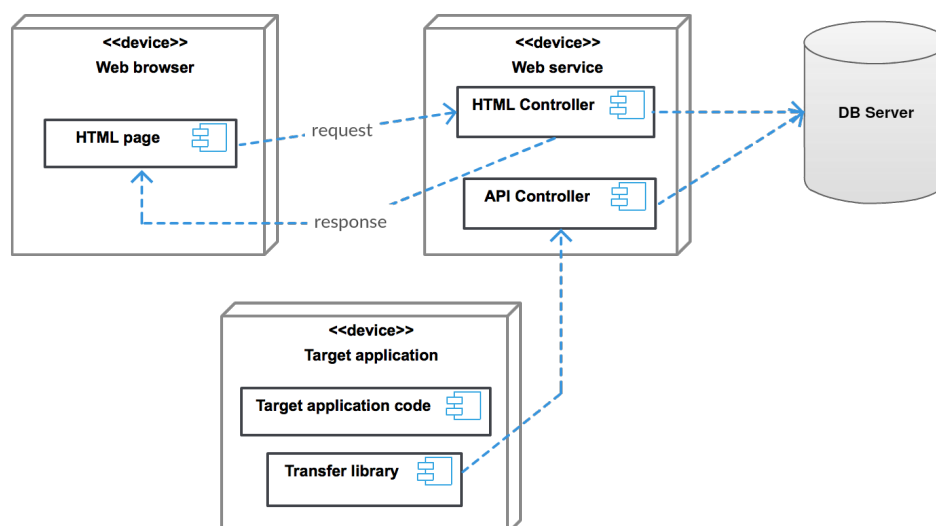 <<device>>
Web browser
HTML page
request
response
<<device>>
Web service
HTML Controller
API Controller
DB Server
<<device>>
Target application
Target application code
Transfer library